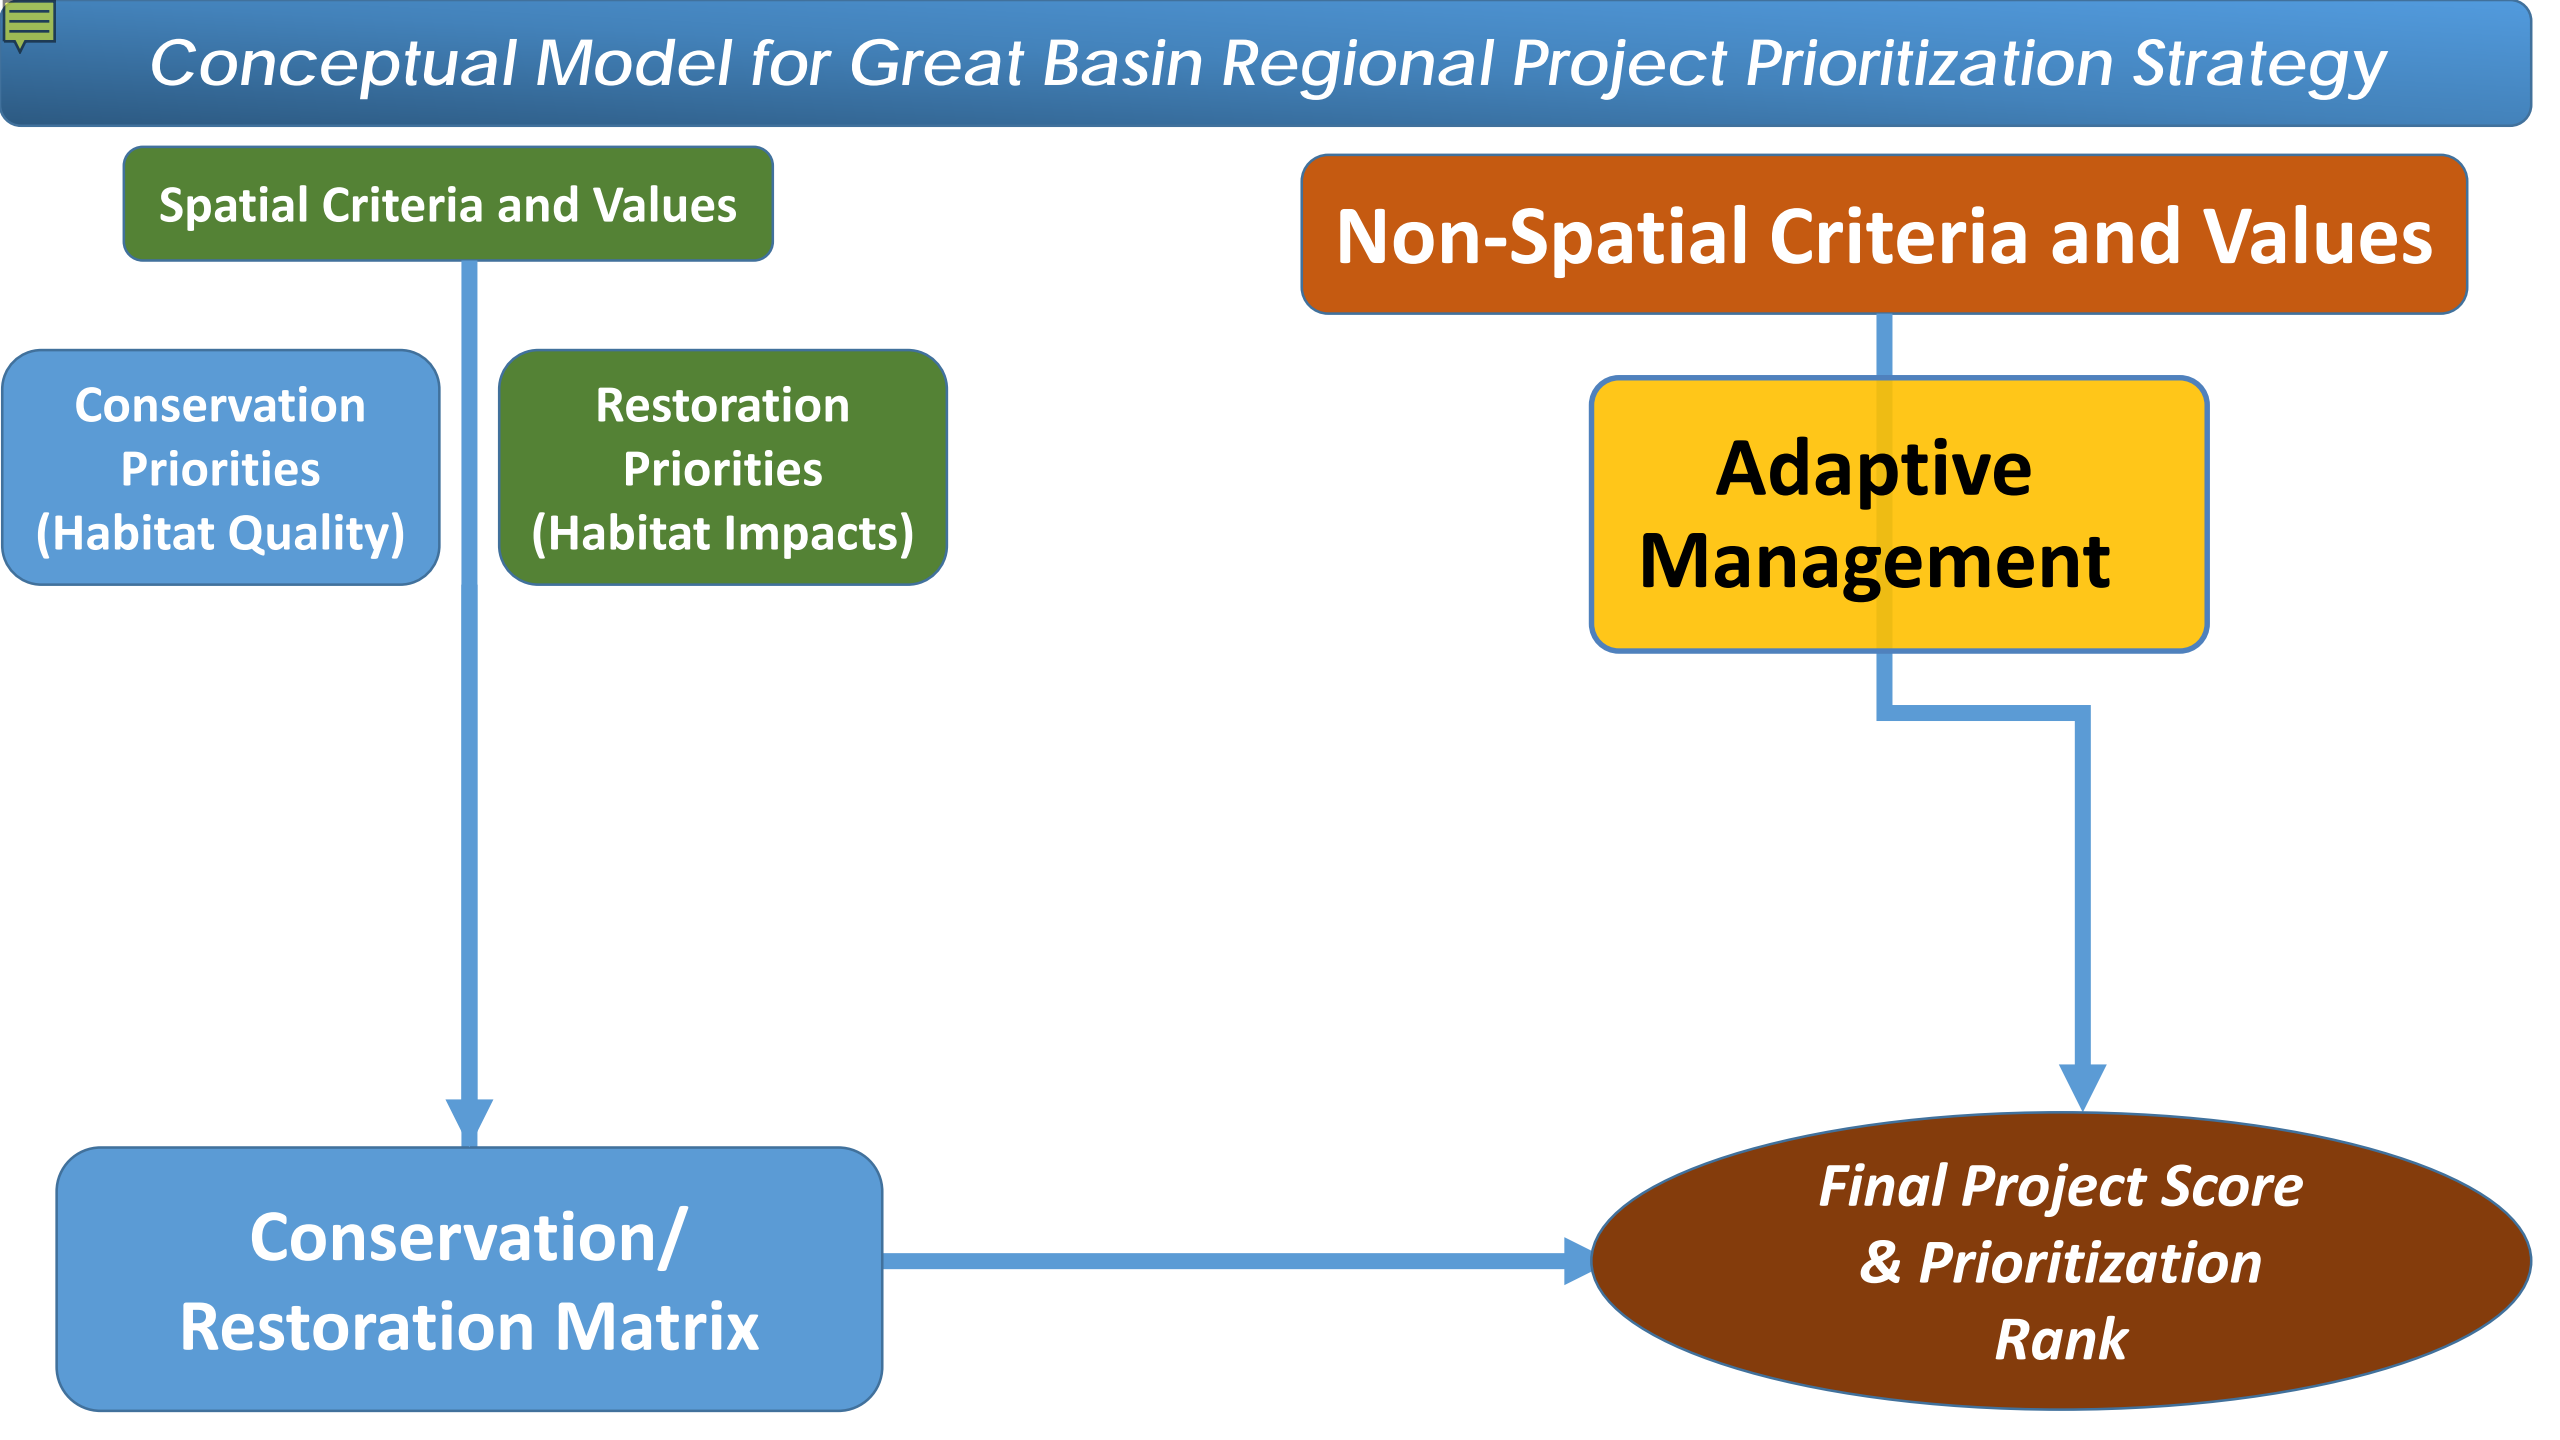 Conceptual Model for Great Basin Regional Project Prioritization Strategy
Spatial Criteria and Values
Non-Spatial Criteria and Values
Conservation
Priorities
(Habitat Quality)
Restoration
Priorities
(Habitat Impacts)
Adaptive
Management
Conservation/
Restoration Matrix
Final Project Score
& Prioritization
Rank